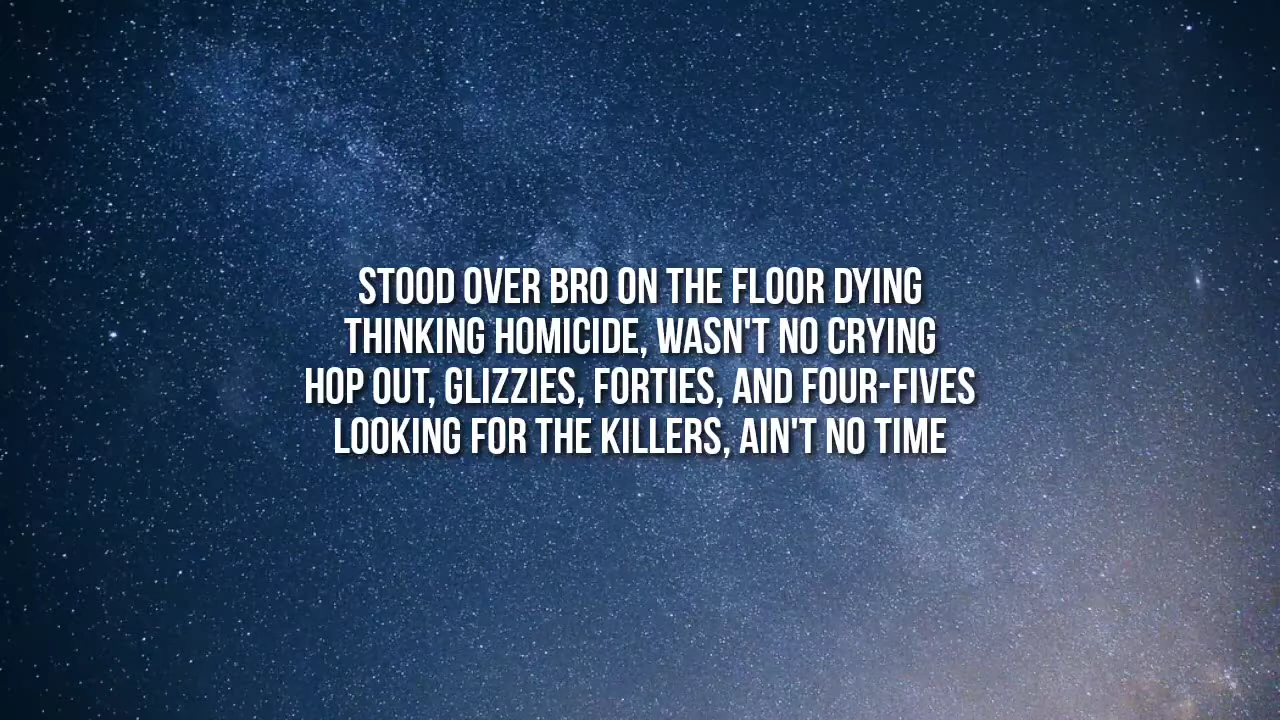 STOOD OVER BRO ON THE FLOOR DYING
THINKING HOMICIDE, WASN'T NO CRYING
HOP OUT, GLIZZIES, FORTIES, AND FOUR-FIVES
LOOKING FOR THE KILLERS, AIN'T NO TIME